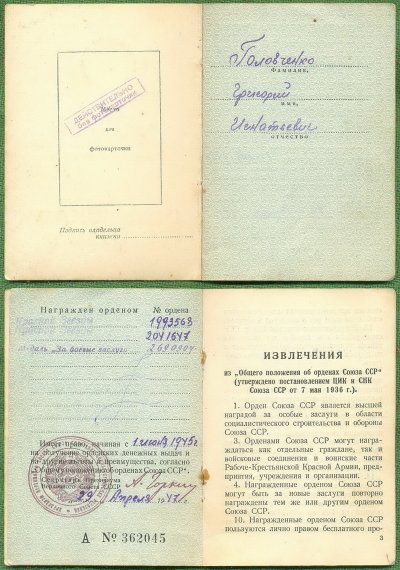 ДЕЙСТВИТЕЛЬНО
без фотокарточки
для
фотокарточки
Подпись владельца
книжки
Головченко
Фамилия,
Григорий
имя,
Игнатьевич
отчество
Награжден орденом № ордена
1993568
2041647
медаль „За боевые заслуги" 2690904
Имеет право, начиная с 1 июня 1945 г.
на получение орденских денежных выдач и
на другие преимущества, согласно
„Общему положению об орденах Союза ССР".
Секретарь Президиума
Верховного Совета СССР А. Горкин
29 Апреля 1947 г.
А № 362045
ИЗВЛЕЧЕНИЯ
из „Общего положения об орденах Союза ССР"
(утверждено постановлением ЦИК и СНК
Союза ССР от 7 мая 1936 г.).
1. Орден Союза ССР является высшей
наградой за особые заслуги в области
социалистического строительства и обороны
Союза ССР.
3. Орденами Союза ССР могут награ-
ждаться как отдельные граждане, так и
войсковые соединения и воинские части
Рабоче-Крестьянской Красной Армии, пред-
приятия, учреждения и организации.
4. Награжденные орденом Союза ССР
могут быть за новые заслуги повторно
награждены тем же или другим орденом
Союза ССР.
10. Награжденные орденом Союза ССР
пользуются лично правом бесплатного про-
3